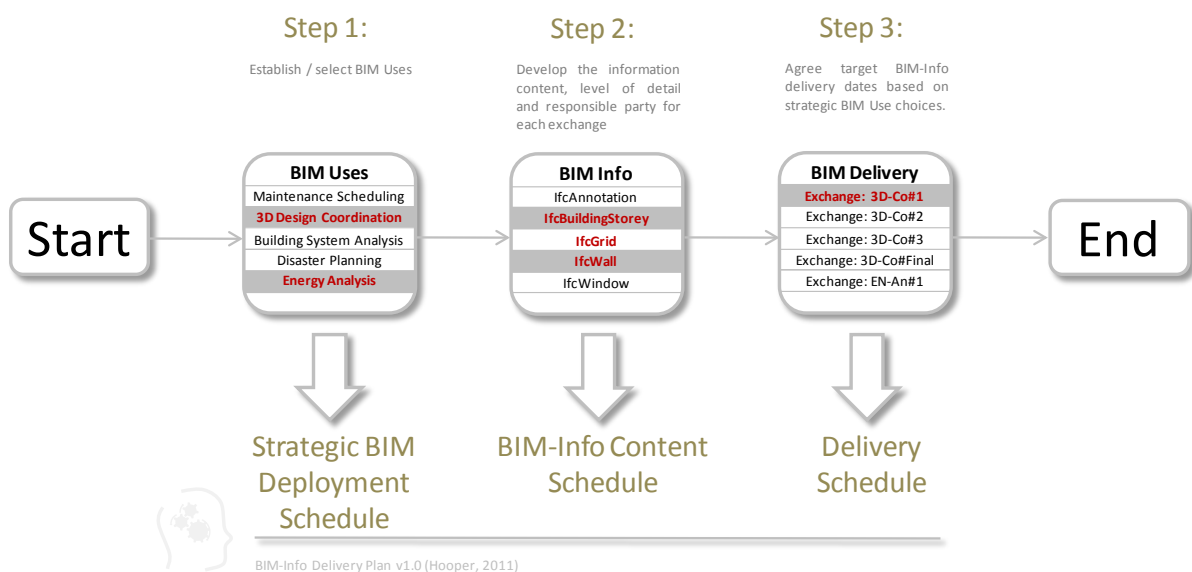 Step 1:
Step 2:
Step 3:
Establish / select BIM Uses
Develop the information
content, level of detail
and responsible party for
each exchange
Agree target BIM-Info
delivery dates based on
strategic BIM Use choices.
Start
BIM Uses
Maintenance Scheduling
3D Design Coordination
Building System Analysis
Disaster Planning
Energy Analysis
BIM Info
IfcAnnotation
IfcBuildingStorey
IfcGrid
IfcWall
IfcWindow
BIM Delivery
Exchange: 3D-Co#1
Exchange: 3D-Co#2
Exchange: 3D-Co#3
Exchange: 3D-Co#Final
Exchange: EN-An#1
End
Strategic BIM
Deployment
Schedule
BIM-Info Content
Schedule
Delivery
Schedule
BIM-Info Delivery Plan v1.0 (Hooper, 2011)